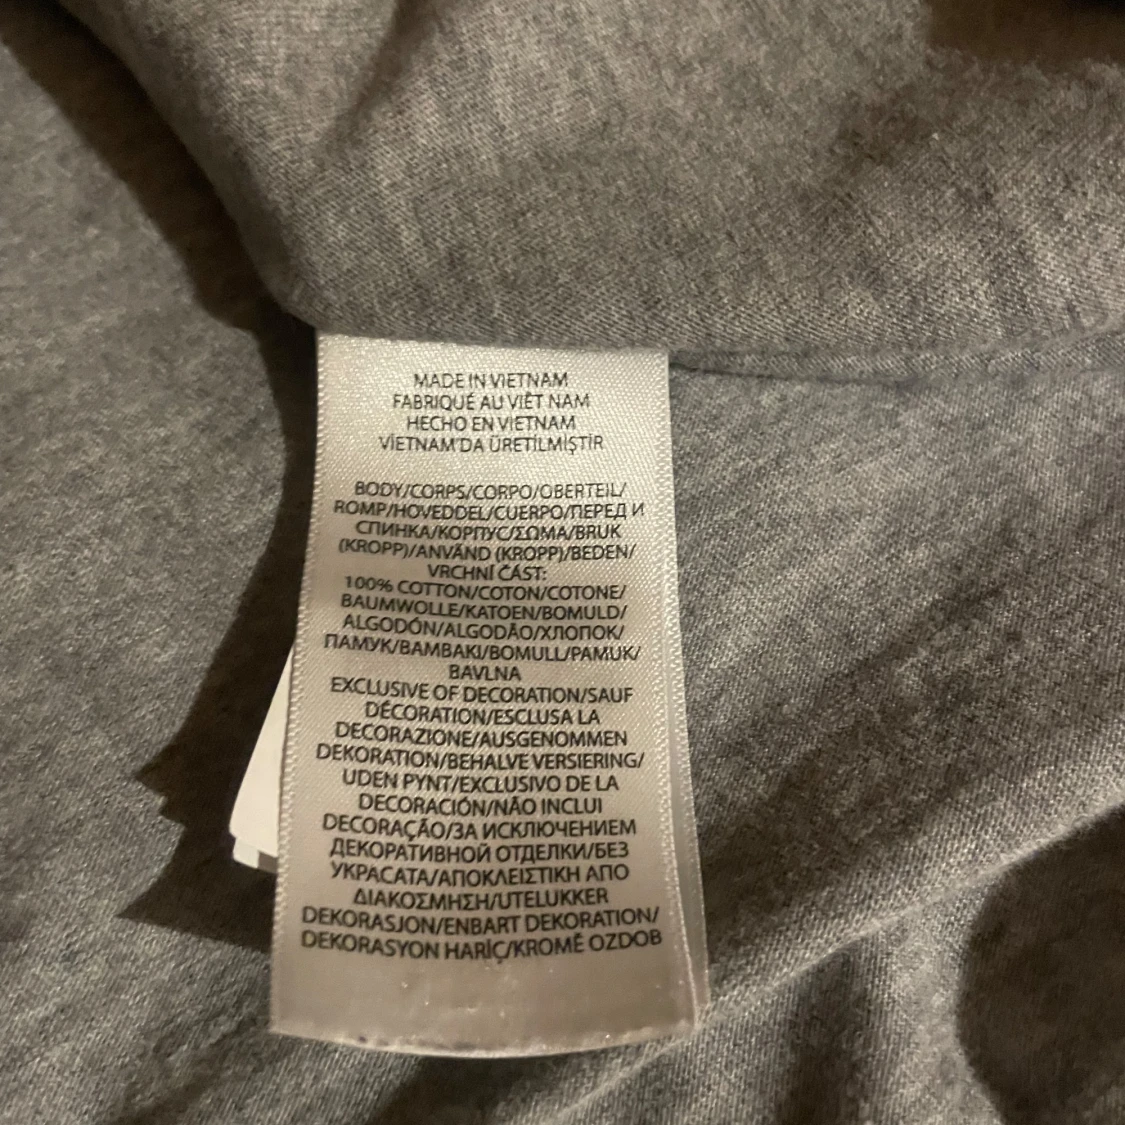 MADE IN VIETNAM
FABRIQUÉ AU VIÊT NAM
HECHO EN VIETNAM
VİETNAM'DA ÜRETİLMİŞTİR
BODY/CORPS/CORPO/OBERTEIL/
ROMP/HOVEDDEL/CUERPO/ПЕРЕД И
СПИНКА/КОРПУС/ΣΩΜΑ/BRUK
(KROPP)/ANVÄND (KROPP)/BEDEN/
VRCHNÍ ČÁST:
100% COTTON/COTON/COTONE/
BAUMWOLLE/KATOEN/BOMULD/
ALGODÓN/ALGODÃO/ХЛОПОК/
ПАМУК/ΒΑΜΒΑΚΙ/BOMULL/PAMUK/
BAVLNA
EXCLUSIVE OF DECORATION/SAUF
DÉCORATION/ESCLUSA LA
DECORAZIONE/AUSGENOMMEN
DEKORATION/BEHALVE VERSIERING/
UDEN PYNT/EXCLUSIVO DE LA
DECORACIÓN/NÃO INCLUI
DECORAÇÃO/ЗА ИСКЛЮЧЕНИЕМ
ДЕКОРАТИВНОЙ ОТДЕЛКИ/БЕЗ
УКРАСАТА/ΑΠΟΚΛΕΙΣΤΙΚΗ ΑΠΟ
ΔΙΑΚΟΣΜΗΣΗ/UTELUKKER
DEKORASJON/ENBART DEKORATION/
DEKORASYON HARİÇ/KROMĚ OZDOB